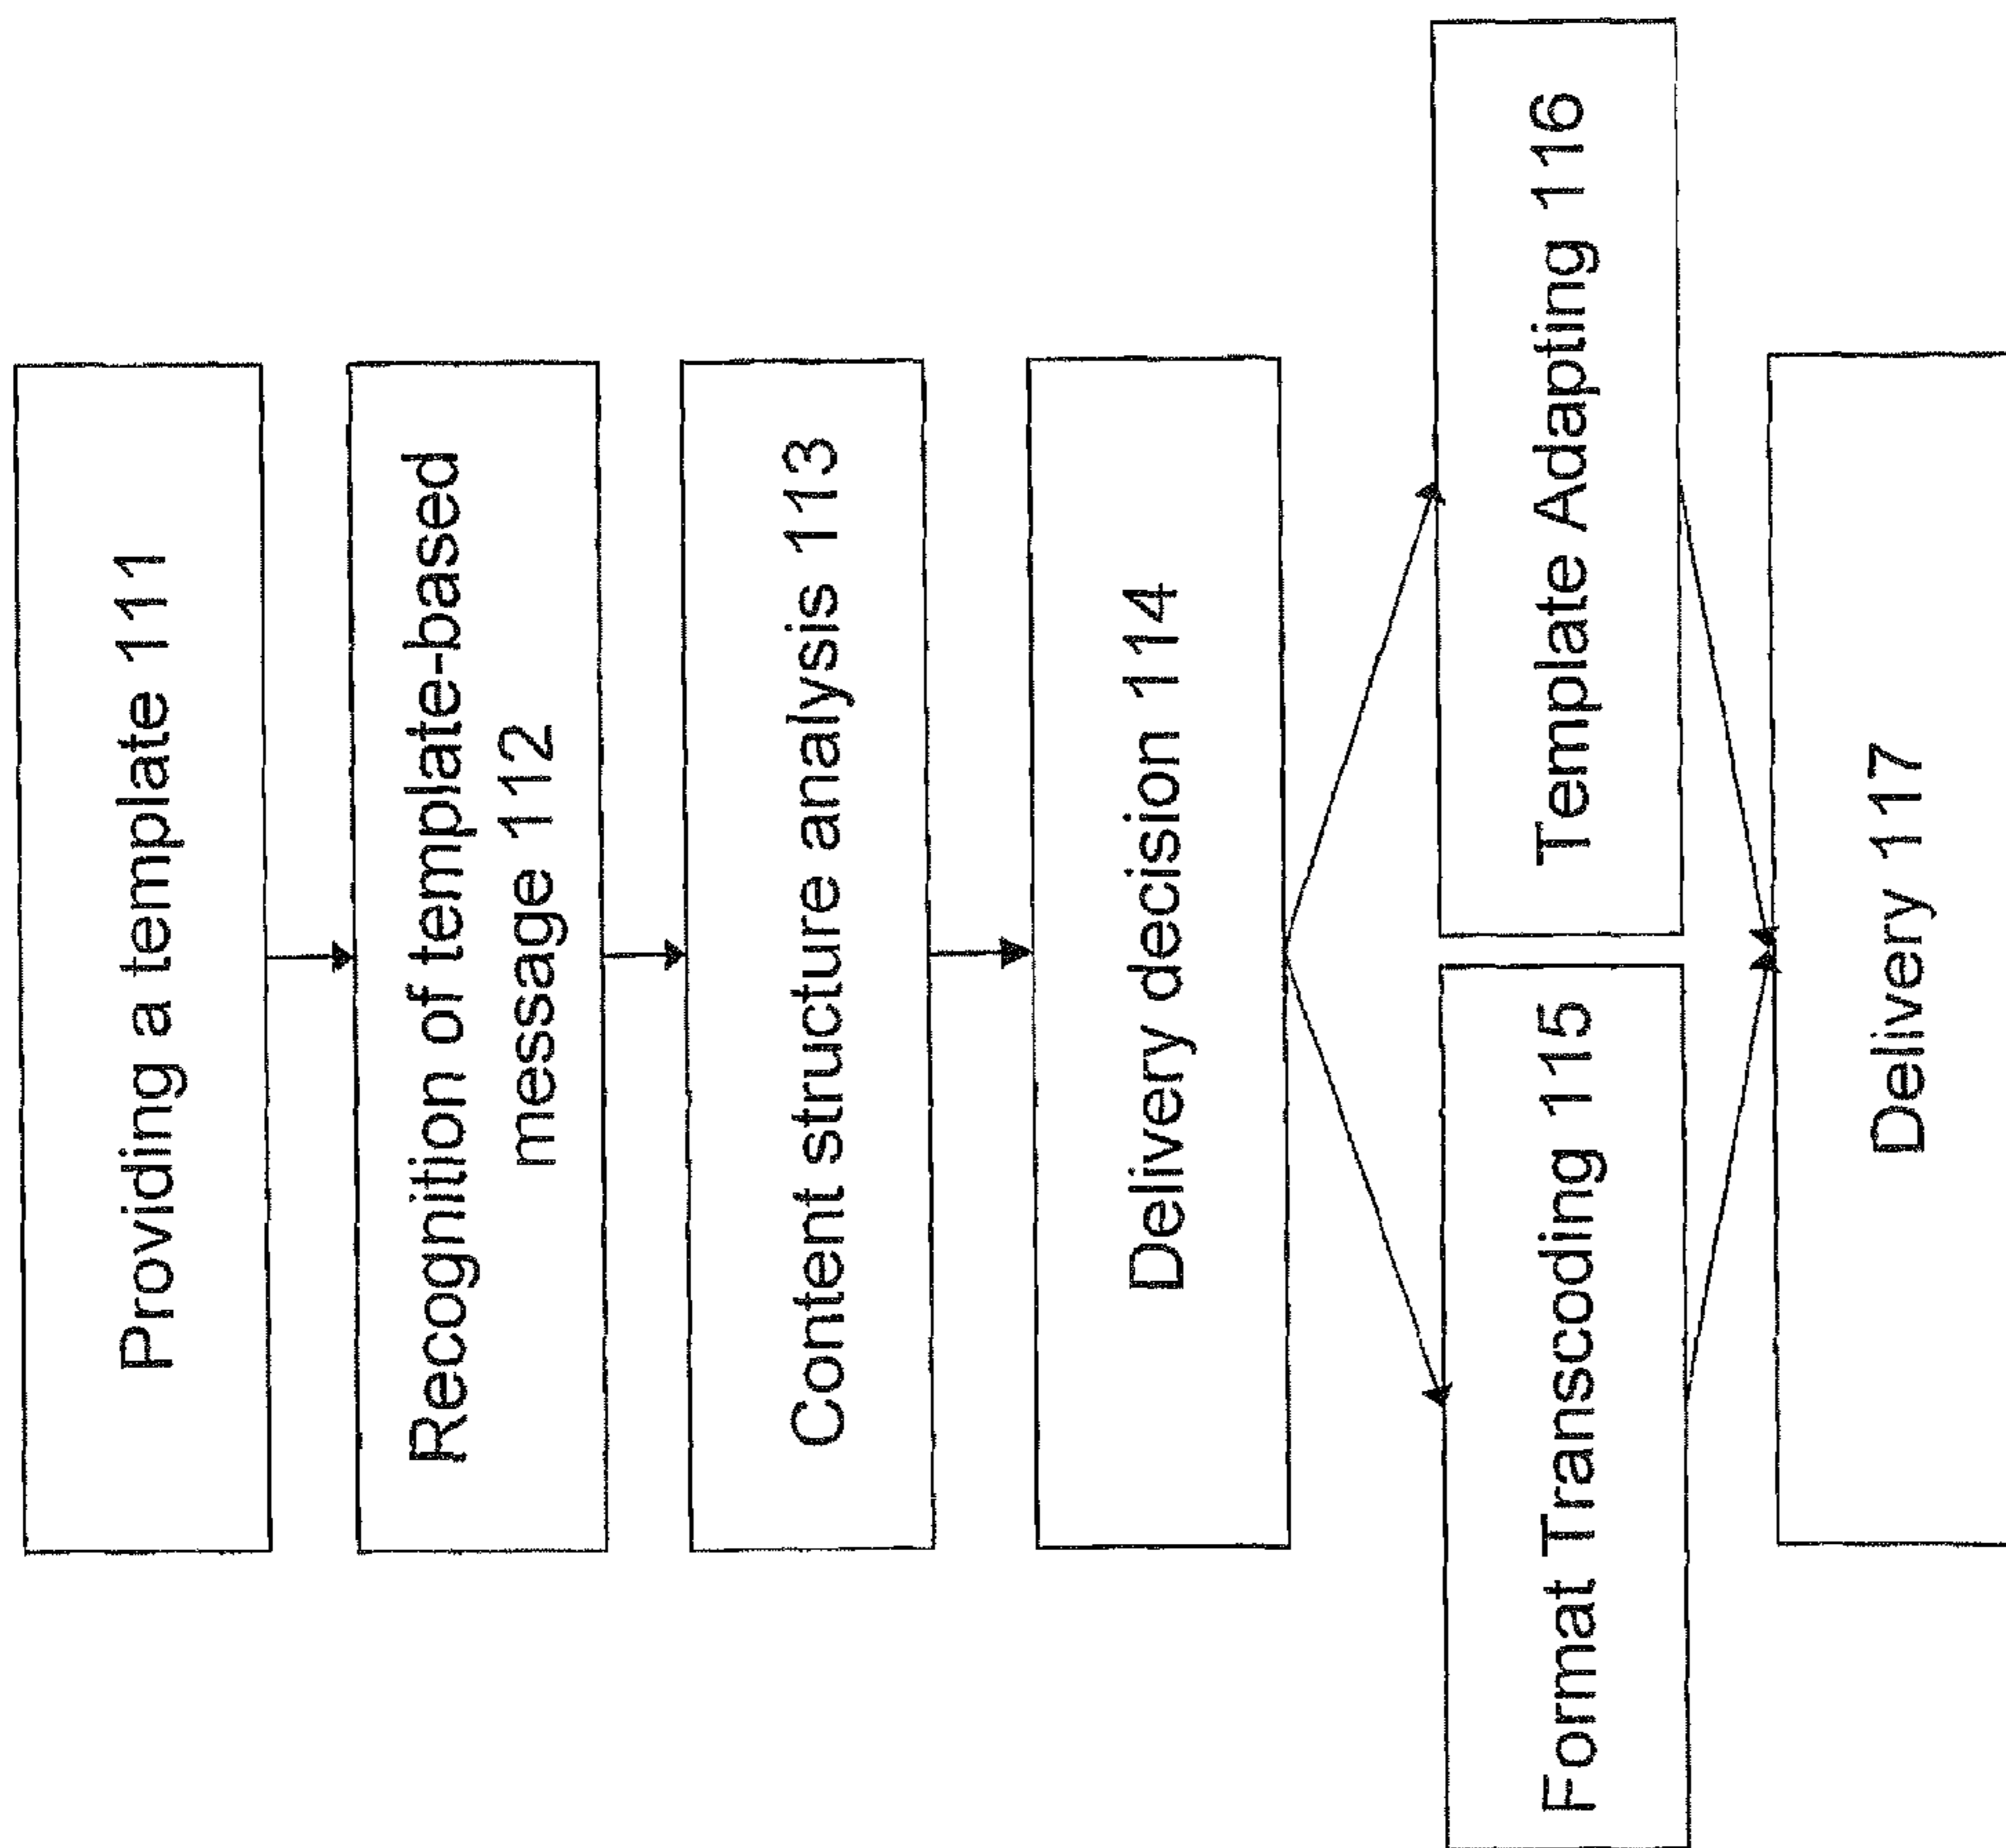 Providing a template 111
Recognition of template-based
message 112
Content structure analysis 113
Delivery decision 114
Format Transcoding 115
Template Adapting 116
Delivery 117